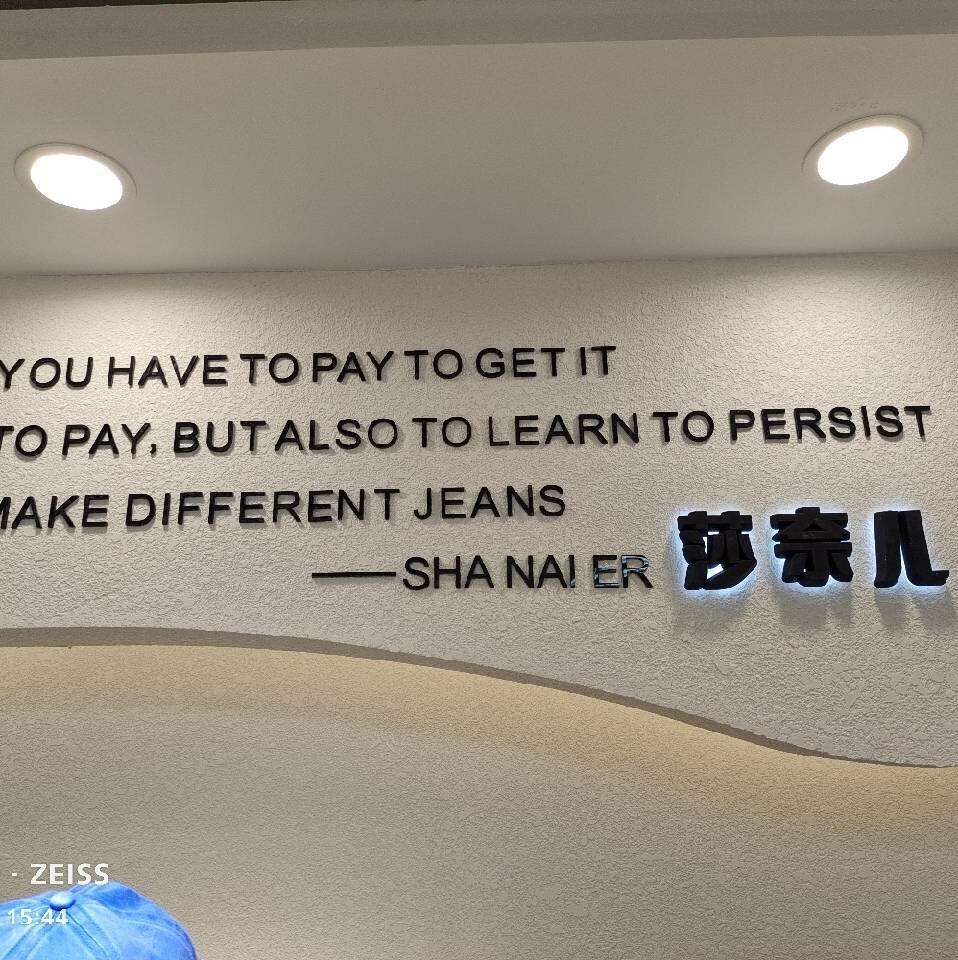 YOU HAVE TO PAY TO GET IT
TO PAY, BUT ALSO TO LEARN TO PERSIST
MAKE DIFFERENT JEANS
——SHA NAI ER 莎奈儿
- ZEISS
15:44